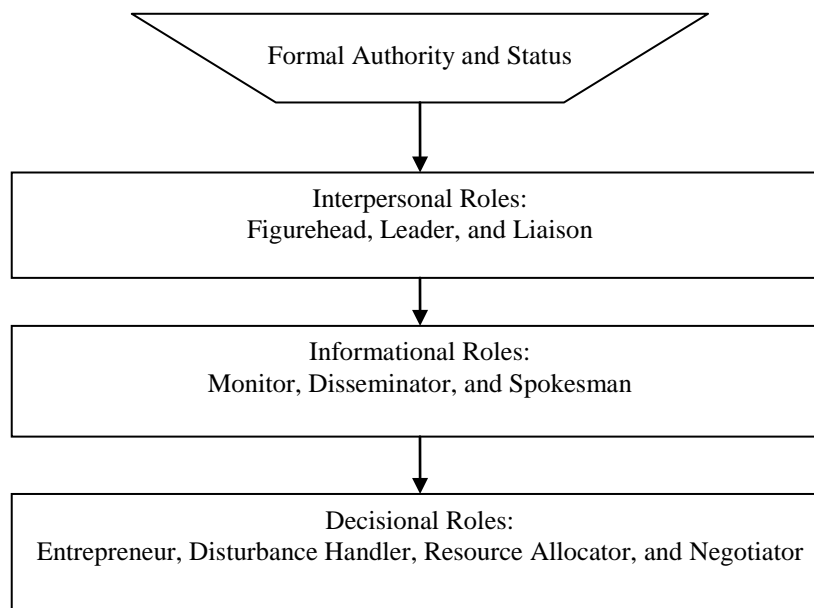 Formal Authority and Status
Interpersonal Roles:
Figurehead, Leader, and Liaison
Informational Roles:
Monitor, Disseminator, and Spokesman
Decisional Roles:
Entrepreneur, Disturbance Handler, Resource Allocator, and Negotiator